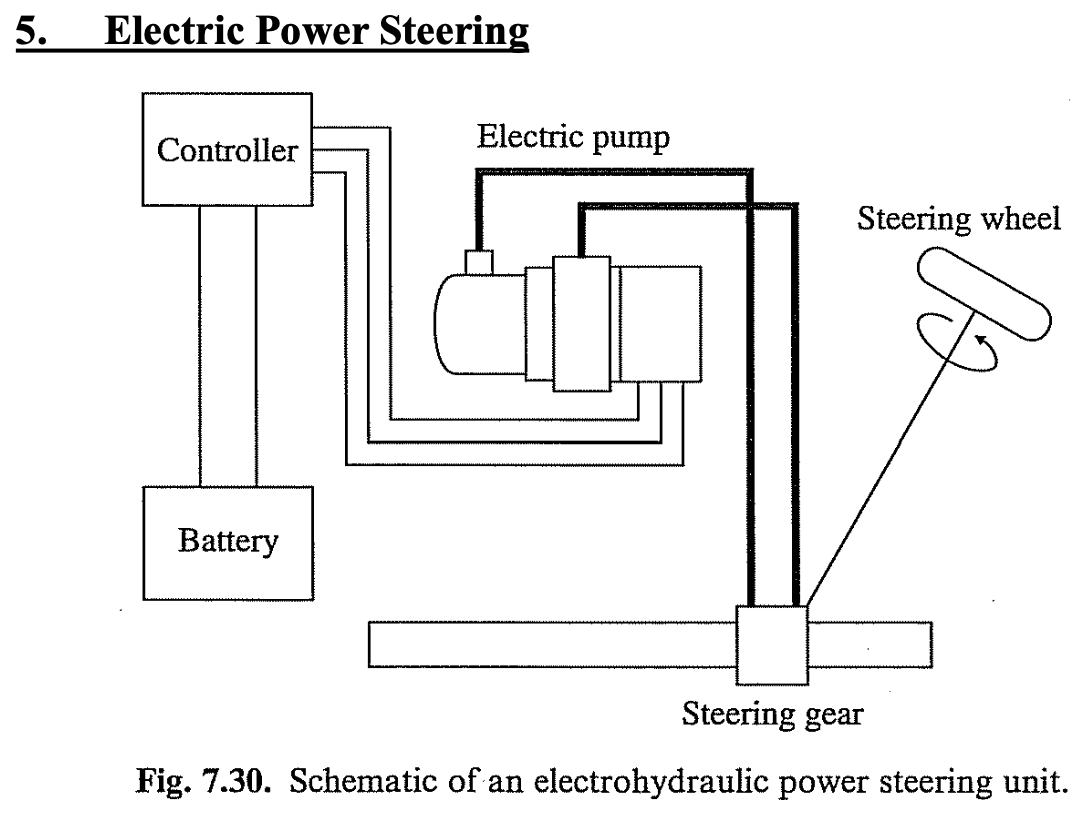 5. Electric Power Steering
Controller
Electric pump
Steering wheel
Battery
Steering gear
Fig. 7.30. Schematic of an electrohydraulic power steering unit.